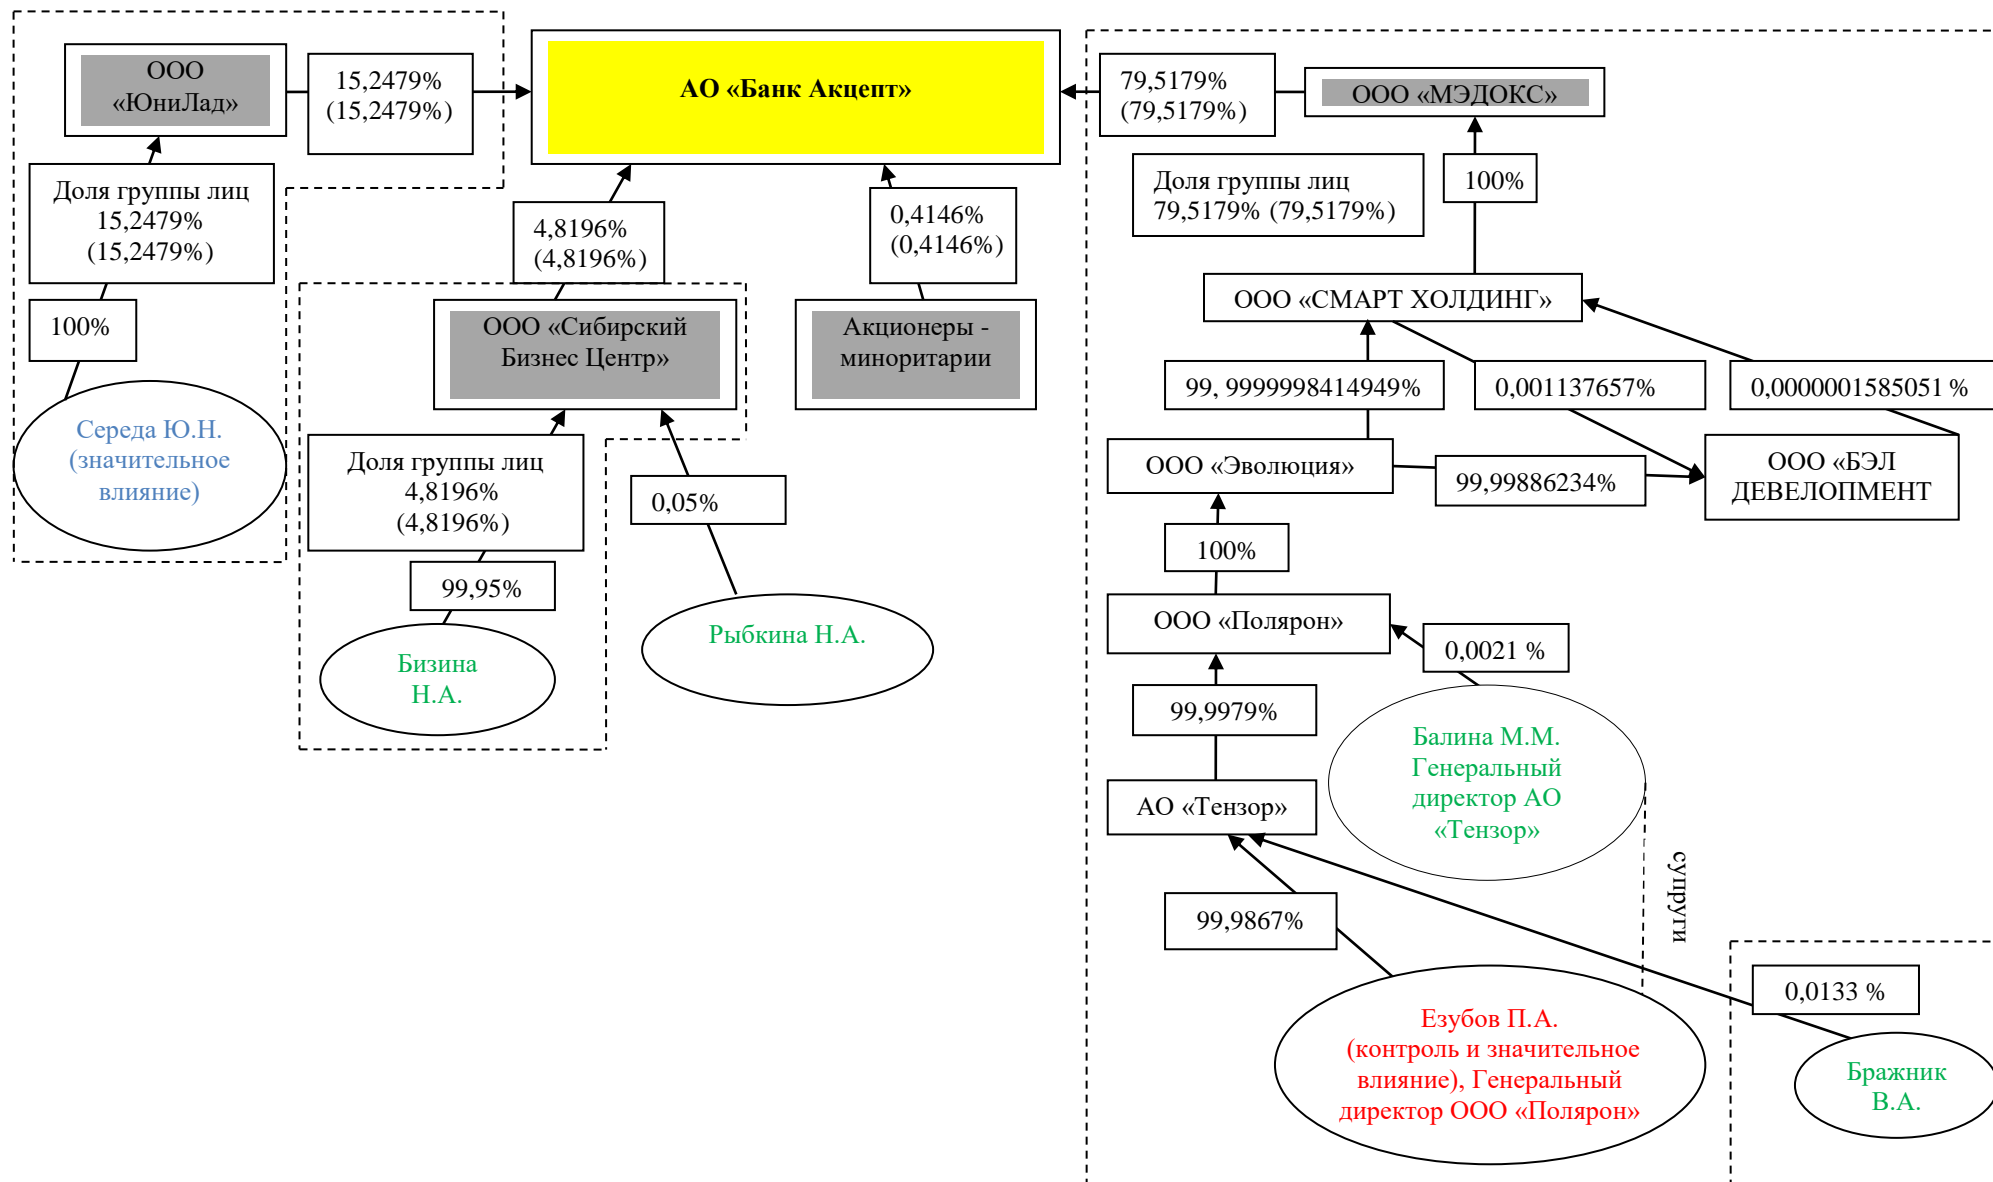 ООО
«ЮниЛад»
15,2479%
(15,2479%)
АО «Банк Акцепт»
79,5179%
(79,5179%)
ООО «МЭДОКС»
Доля группы лиц
15,2479%
(15,2479%)
4,8196%
(4,8196%)
0,4146%
(0,4146%)
Доля группы лиц
79,5179% (79,5179%)
100%
100%
ООО «Сибирский
Бизнес Центр»
Акционеры -
миноритарии
ООО «СМАРТ ХОЛДИНГ»
99, 9999998414949%
0,001137657%
0,0000001585051 %
Середа Ю.Н.
(значительное
влияние)
Доля группы лиц
4,8196%
(4,8196%)
0,05%
ООО «Эволюция»
99,99886234%
ООО «БЭЛ
ДЕВЕЛОПМЕНТ
99,95%
100%
Бизина
Н.А.
Рыбкина Н.А.
ООО «Полярон»
0,0021 %
99,9979%
Балина М.М.
Генеральный
директор АО
«Тензор»
АО «Тензор»
супруги
99,9867%
0,0133 %
Езубов П.А.
(контроль и значительное
влияние), Генеральный
директор ООО «Полярон»
Бражник
В.А.